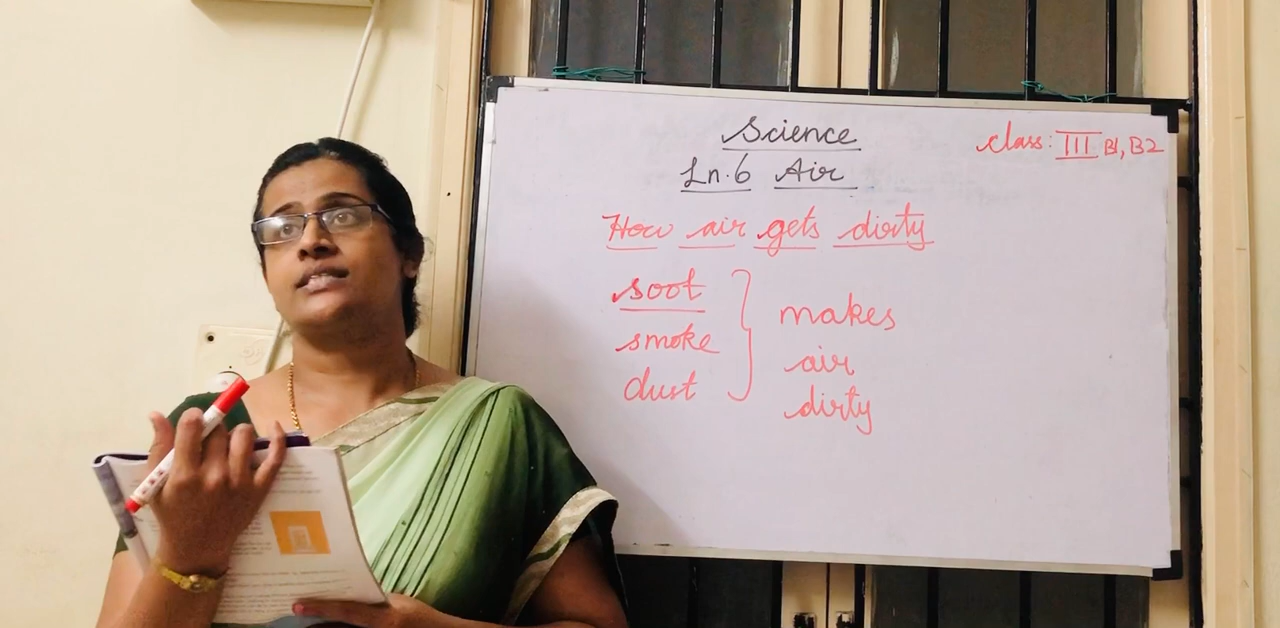 Science
class: III B1, B2
Ln.6 Air
How air gets dirty
soot
smoke
dust
makes
air
dirty